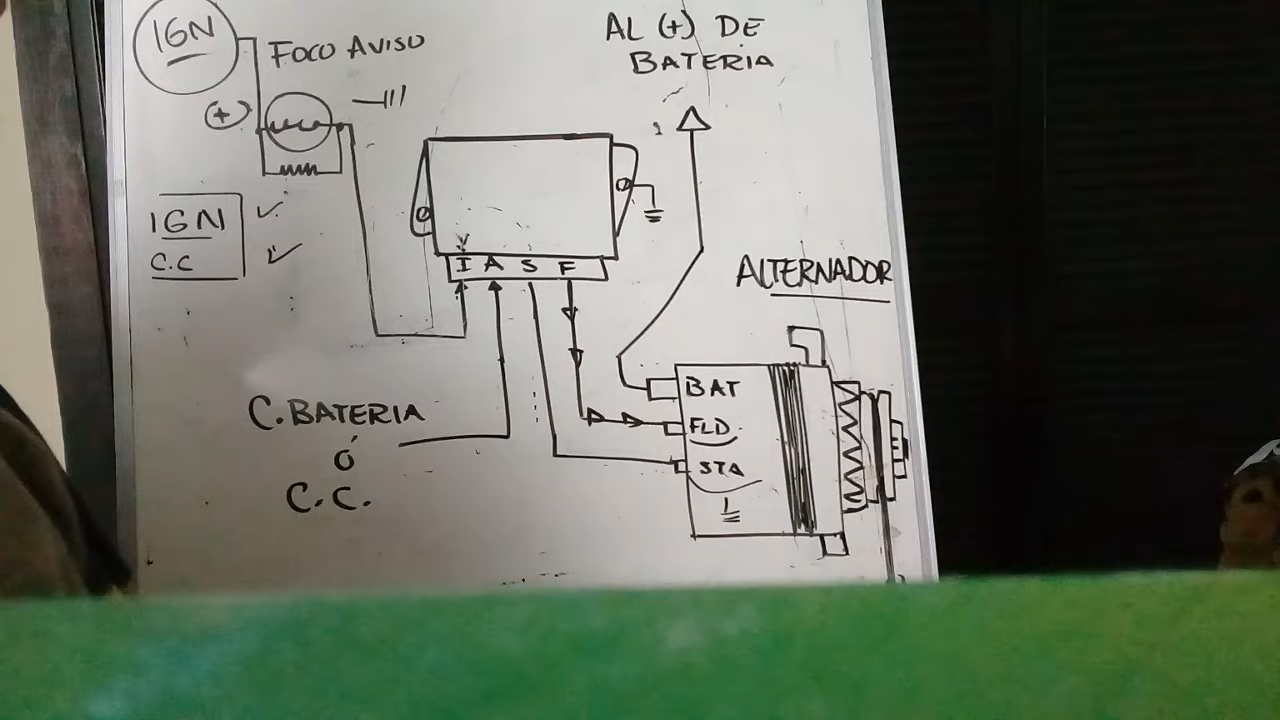 IGN
FOCO AVISO
(+)
AL (+) DE
BATERIA
IGN
C.C
I A S F
ALTERNADOR
C. BATERIA
Ó
C.C.
BAT
FLD.
STA